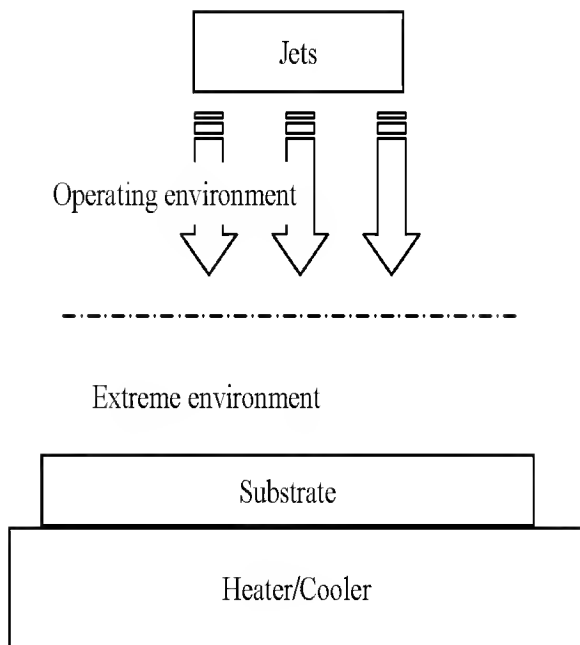 Jets
Operating environment
Extreme environment
Substrate
Heater/Cooler